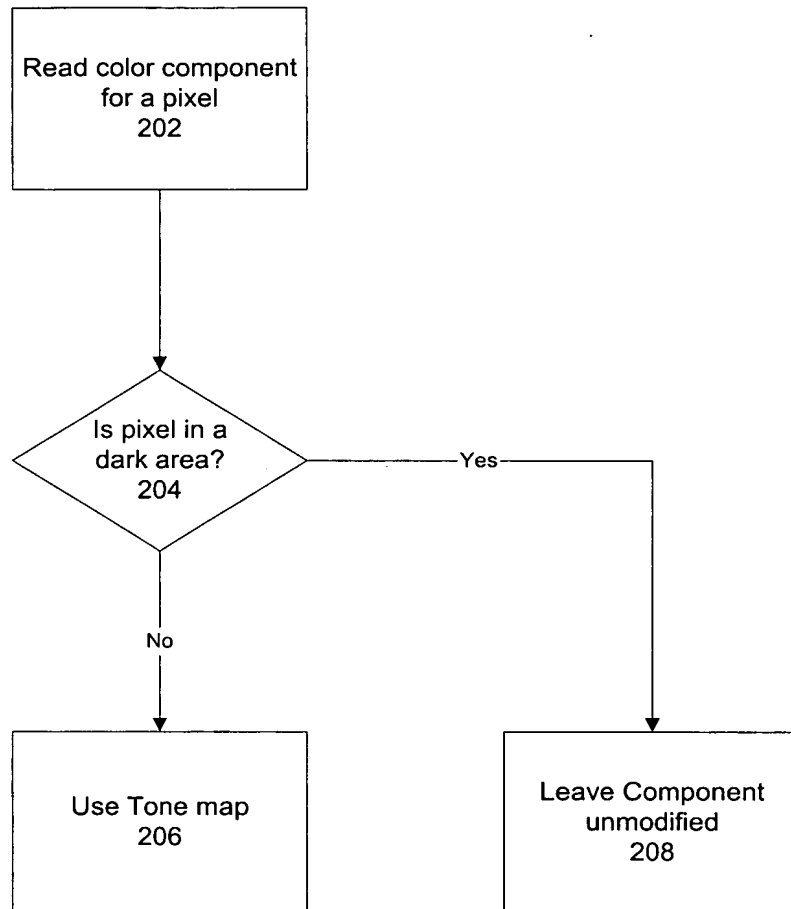 Read color component
for a pixel
202
Is pixel in a
dark area?
204
Yes
No
Use Tone map
206
Leave Component
unmodified
208